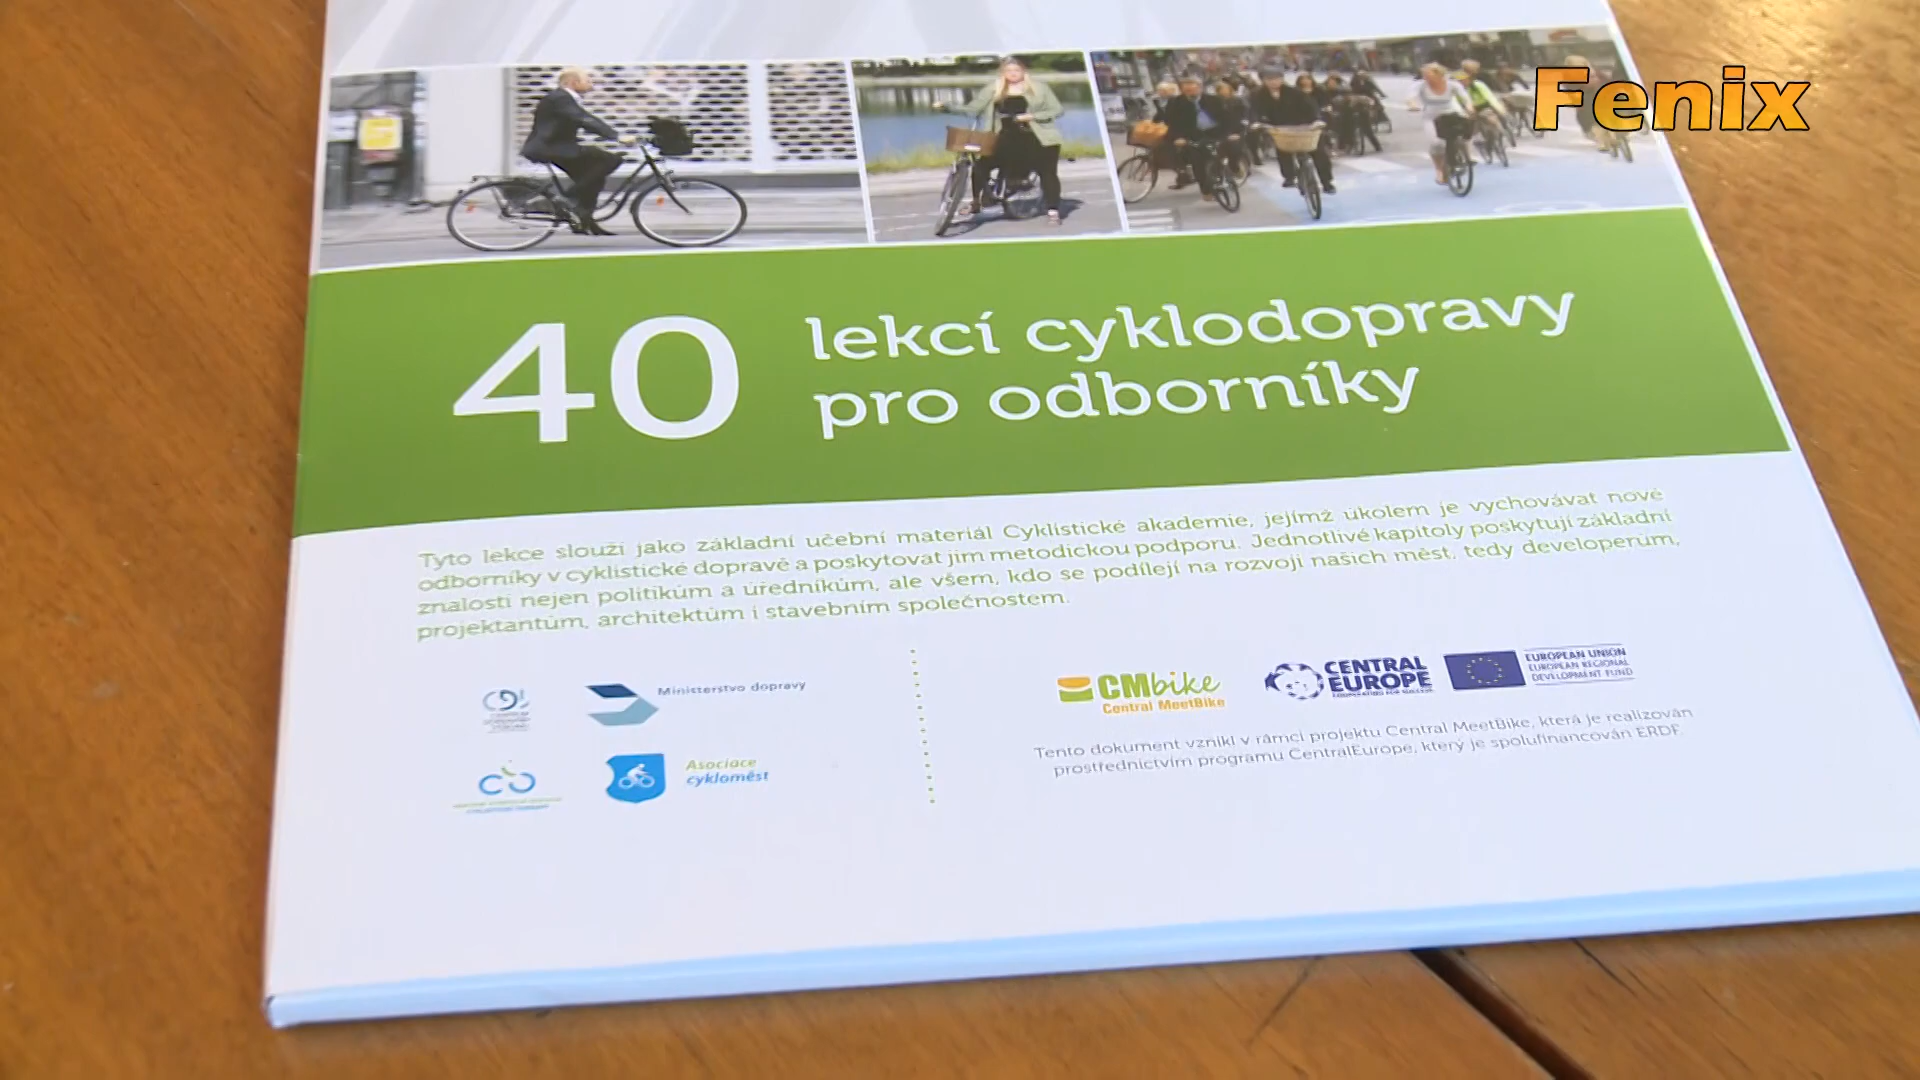 Fenix
40 lekcí cyklodopravy
pro odborníky
Tyto lekce slouží jako základní učební materiál Cyklistické akademie, jejímž úkolem je vychovávat nové
odborníky v cyklistické dopravě a poskytovat jim metodickou podporu. Jednotlivé kapitoly poskytují základní
znalosti nejen politikům a úředníkům, ale všem, kdo se podílejí na rozvoji našich měst, tedy developerům,
projektantům, architektům i stavebním společnostem.
Ministerstvo dopravy
Asociace
cykloměst
CMbike
Central MeetBike
CENTRAL
EUROPE
EUROPEAN UNION
EUROPEAN REGIONAL
DEVELOPMENT FUND
Tento dokument vznikl v rámci projektu Central MeetBike, která je realizován
prostřednictvím programu CentralEurope, který je spolufinancován ERDF.